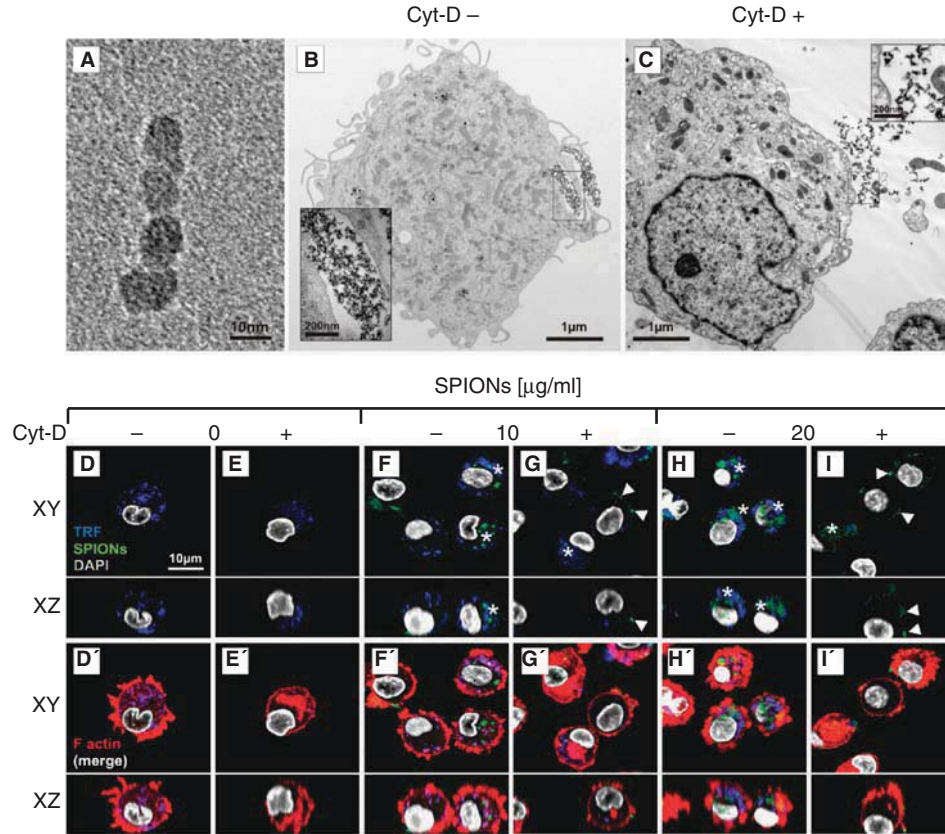 Cyt-D – Cyt-D +
A B C
10nm 200nm 1µm 1µm 200nm
SPIONs [µg/ml]
Cyt-D – 0 + – 10 + – 20 +
D E F G H I
XY
TRF
SPIONs
DAPI 10µm
* * * * * * *
XZ
* * *
D´ E´ F´ G´ H´ I´
XY
F actin
(merge)
XZ